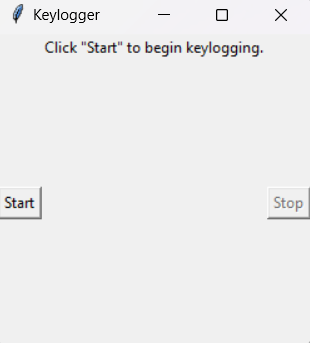 Keylogger
Click "Start" to begin keylogging.
Start
Stop